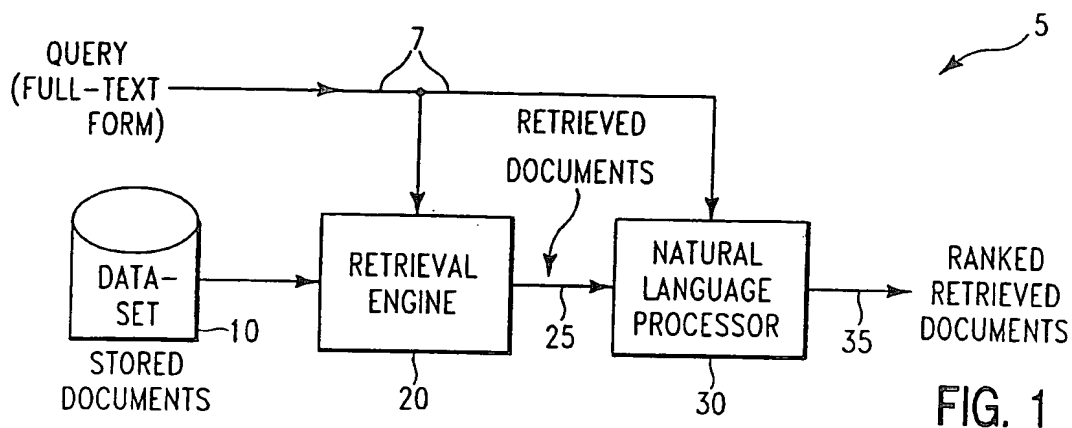 5
7
QUERY
(FULL-TEXT
FORM)
RETRIEVED
DOCUMENTS
DATA-
SET
10
STORED
DOCUMENTS
RETRIEVAL
ENGINE
20
25
NATURAL
LANGUAGE
PROCESSOR
30
35
RANKED
RETRIEVED
DOCUMENTS
FIG. 1